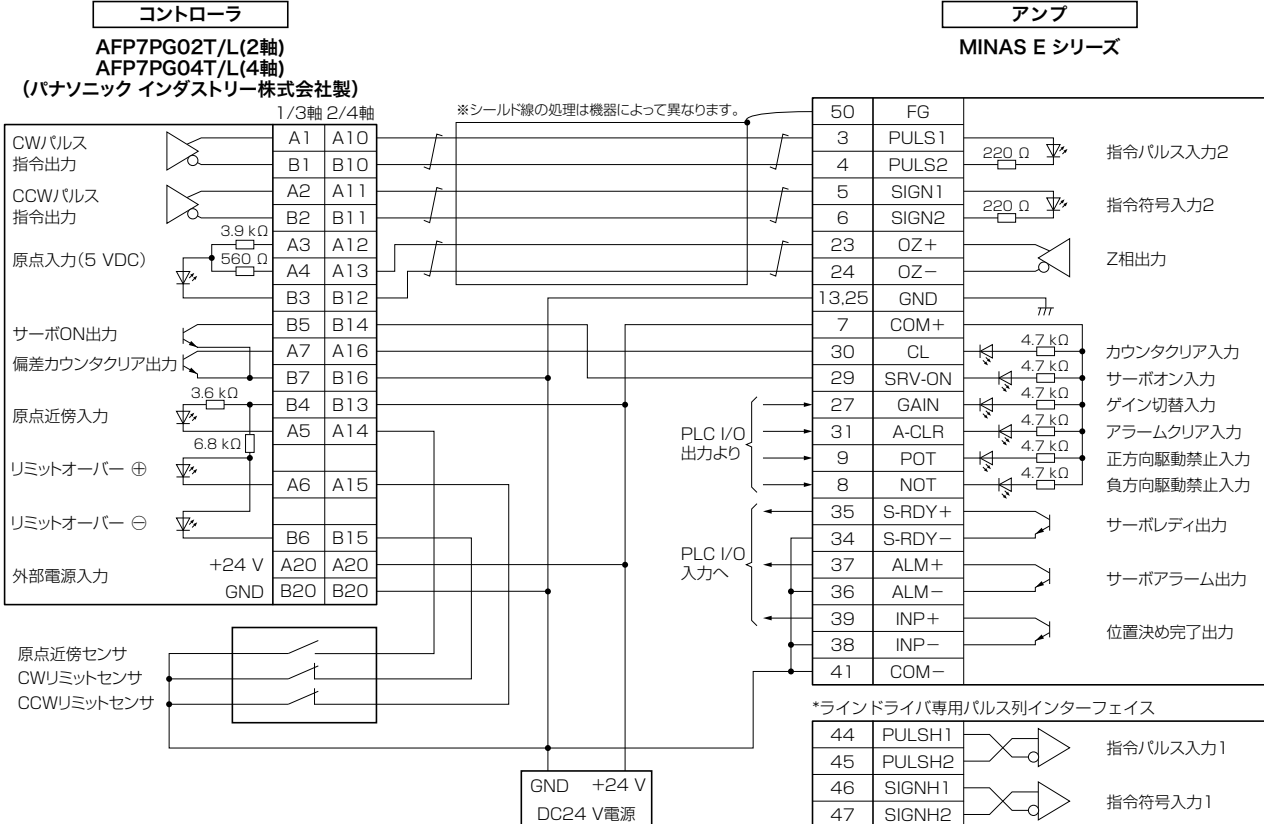 コントローラ
アンプ
AFP7PG02T/L(2軸)
AFP7PG04T/L(4軸)
(パナソニック インダストリー株式会社製)
MINAS E シリーズ
1/3軸 2/4軸
※シールド線の処理は機器によって異なります。
CWパルス
指令出力
CCWパルス
指令出力
3.9 kΩ
560 Ω
原点入力(5 VDC)
サーボON出力
偏差カウンタクリア出力
3.6 kΩ
原点近傍入力
6.8 kΩ
リミットオーバー ⊕
リミットオーバー ⊖
外部電源入力
+24 V
GND
A1 A10
B1 B10
A2 A11
B2 B11
A3 A12
A4 A13
B3 B12
B5 B14
A7 A16
B7 B16
B4 B13
A5 A14
A6 A15
B6 B15
A20 A20
B20 B20
原点近傍センサ
CWリミットセンサ
CCWリミットセンサ
GND +24 V
DC24 V電源
PLC I/O
出力より
PLC I/O
入力へ
50 FG
3 PULS1
4 PULS2
5 SIGN1
6 SIGN2
23 OZ+
24 OZ−
13,25 GND
7 COM+
30 CL
29 SRV-ON
27 GAIN
31 A-CLR
9 POT
8 NOT
35 S-RDY+
34 S-RDY−
37 ALM+
36 ALM−
39 INP+
38 INP−
41 COM−
220 Ω
指令パルス入力2
220 Ω
指令符号入力2
Z相出力
4.7 kΩ
カウンタクリア入力
4.7 kΩ
サーボオン入力
4.7 kΩ
ゲイン切替入力
4.7 kΩ
アラームクリア入力
4.7 kΩ
正方向駆動禁止入力
4.7 kΩ
負方向駆動禁止入力
サーボレディ出力
サーボアラーム出力
位置決め完了出力
*ラインドライバ専用パルス列インターフェイス
44 PULSH1
45 PULSH2
46 SIGNH1
47 SIGNH2
指令パルス入力1
指令符号入力1